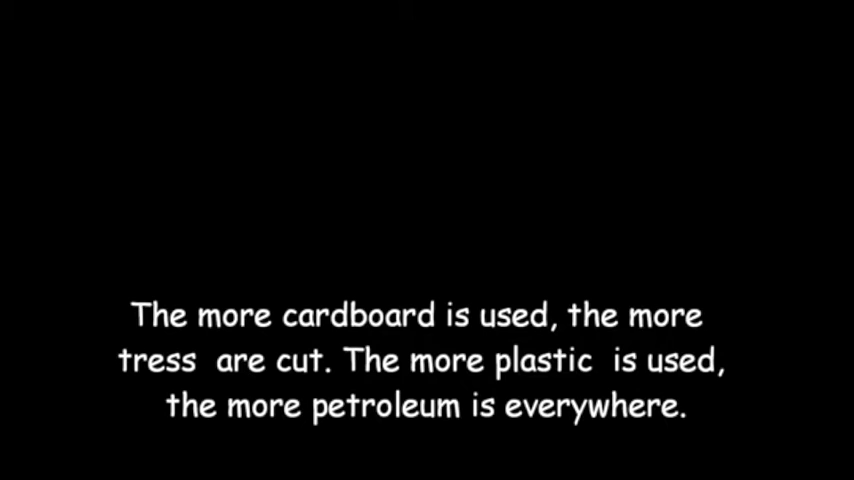 The more cardboard is used, the more
tress are cut. The more plastic is used,
the more petroleum is everywhere.